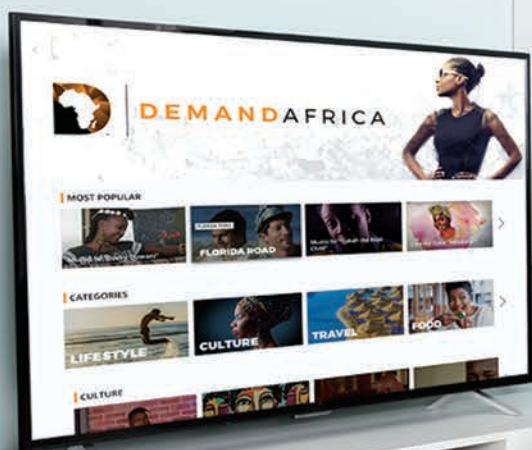 DEMANDAFRICA
MOST POPULAR
FLORIDA ROAD
CATEGORIES
LIFESTYLE
CULTURE
TRAVEL
FOOD
CULTURE